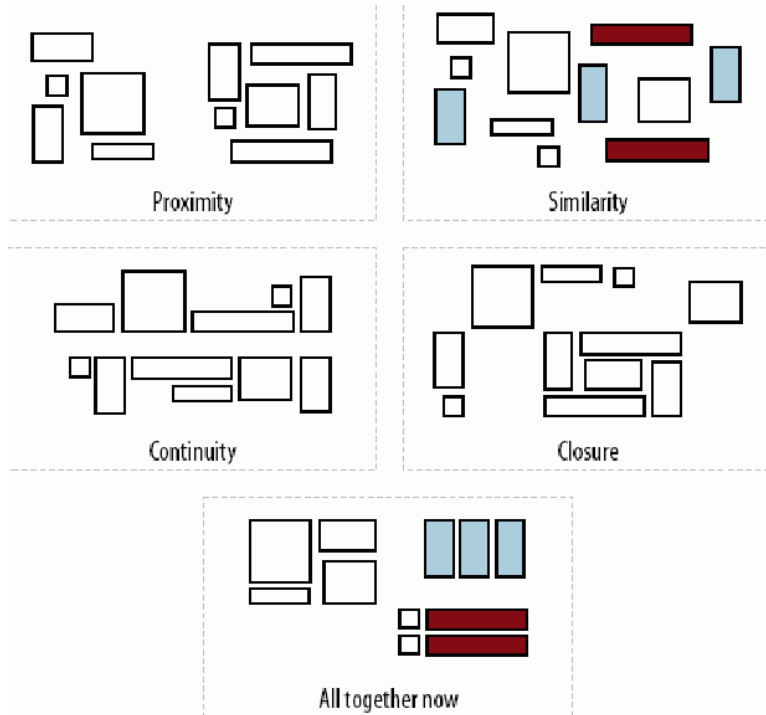 Proximity
Similarity
Continuity
Closure
All together now